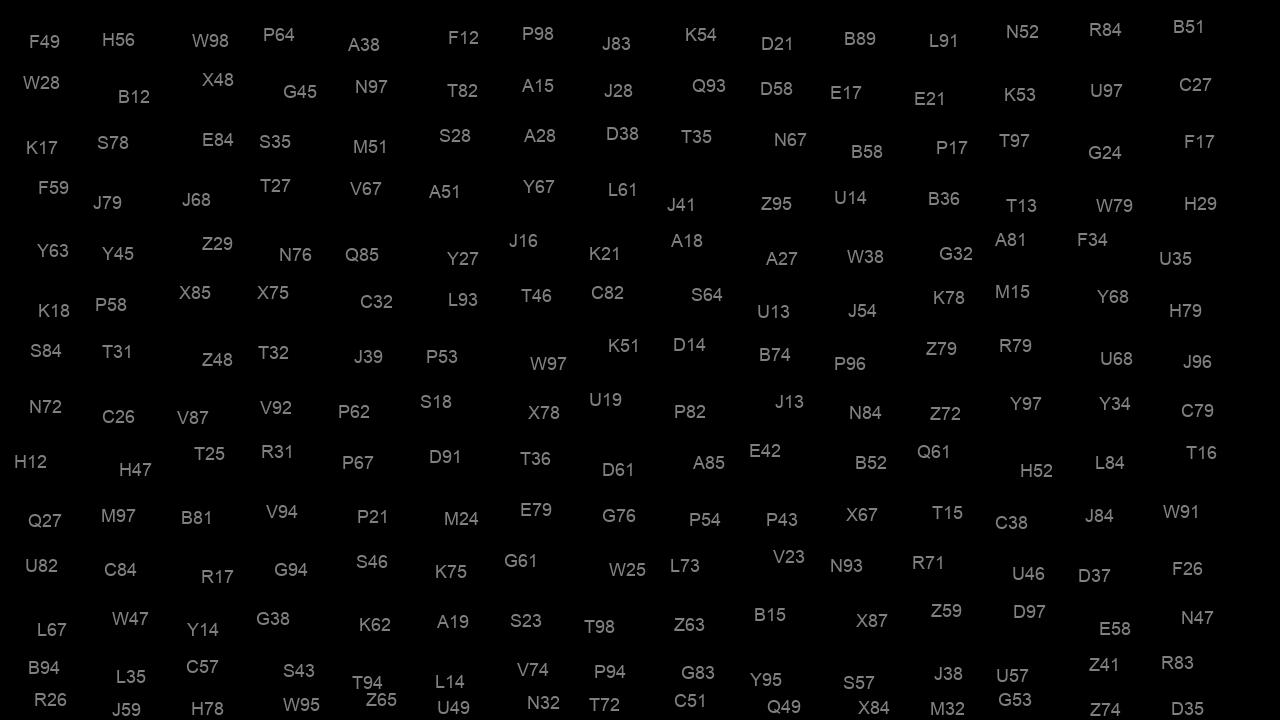 F49 H56 W98 P64 A38 F12 P98 J83 K54 D21 B89 L91 N52 R84 B51
W28 B12 X48 G45 N97 T82 A15 J28 Q93 D58 E17 E21 K53 U97 C27
K17 S78 E84 S35 M51 S28 A28 D38 T35 N67 B58 P17 T97 G24 F17
F59 J79 J68 T27 V67 A51 Y67 L61 J41 Z95 U14 B36 T13 W79 H29
Y63 Y45 Z29 N76 Q85 Y27 J16 K21 A18 A27 W38 G32 A81 F34 U35
K18 P58 X85 X75 C32 L93 T46 C82 S64 U13 J54 K78 M15 Y68 H79
S84 T31 Z48 T32 J39 P53 W97 K51 D14 B74 P96 Z79 R79 U68 J96
N72 C26 V87 V92 P62 S18 X78 U19 P82 J13 N84 Z72 Y97 Y34 C79
H12 H47 T25 R31 P67 D91 T36 D61 A85 E42 B52 Q61 H52 L84 T16
Q27 M97 B81 V94 P21 M24 E79 G76 P54 P43 X67 T15 C38 J84 W91
U82 C84 R17 G94 S46 K75 G61 W25 L73 V23 N93 R71 U46 D37 F26
L67 W47 Y14 G38 K62 A19 S23 T98 Z63 B15 X87 Z59 D97 E58 N47
B94 L35 C57 S43 T94 L14 V74 P94 G83 Y95 S57 J38 U57 Z41 R83
R26 J59 H78 W95 Z65 U49 N32 T72 C51 Q49 X84 M32 G53 Z74 D35